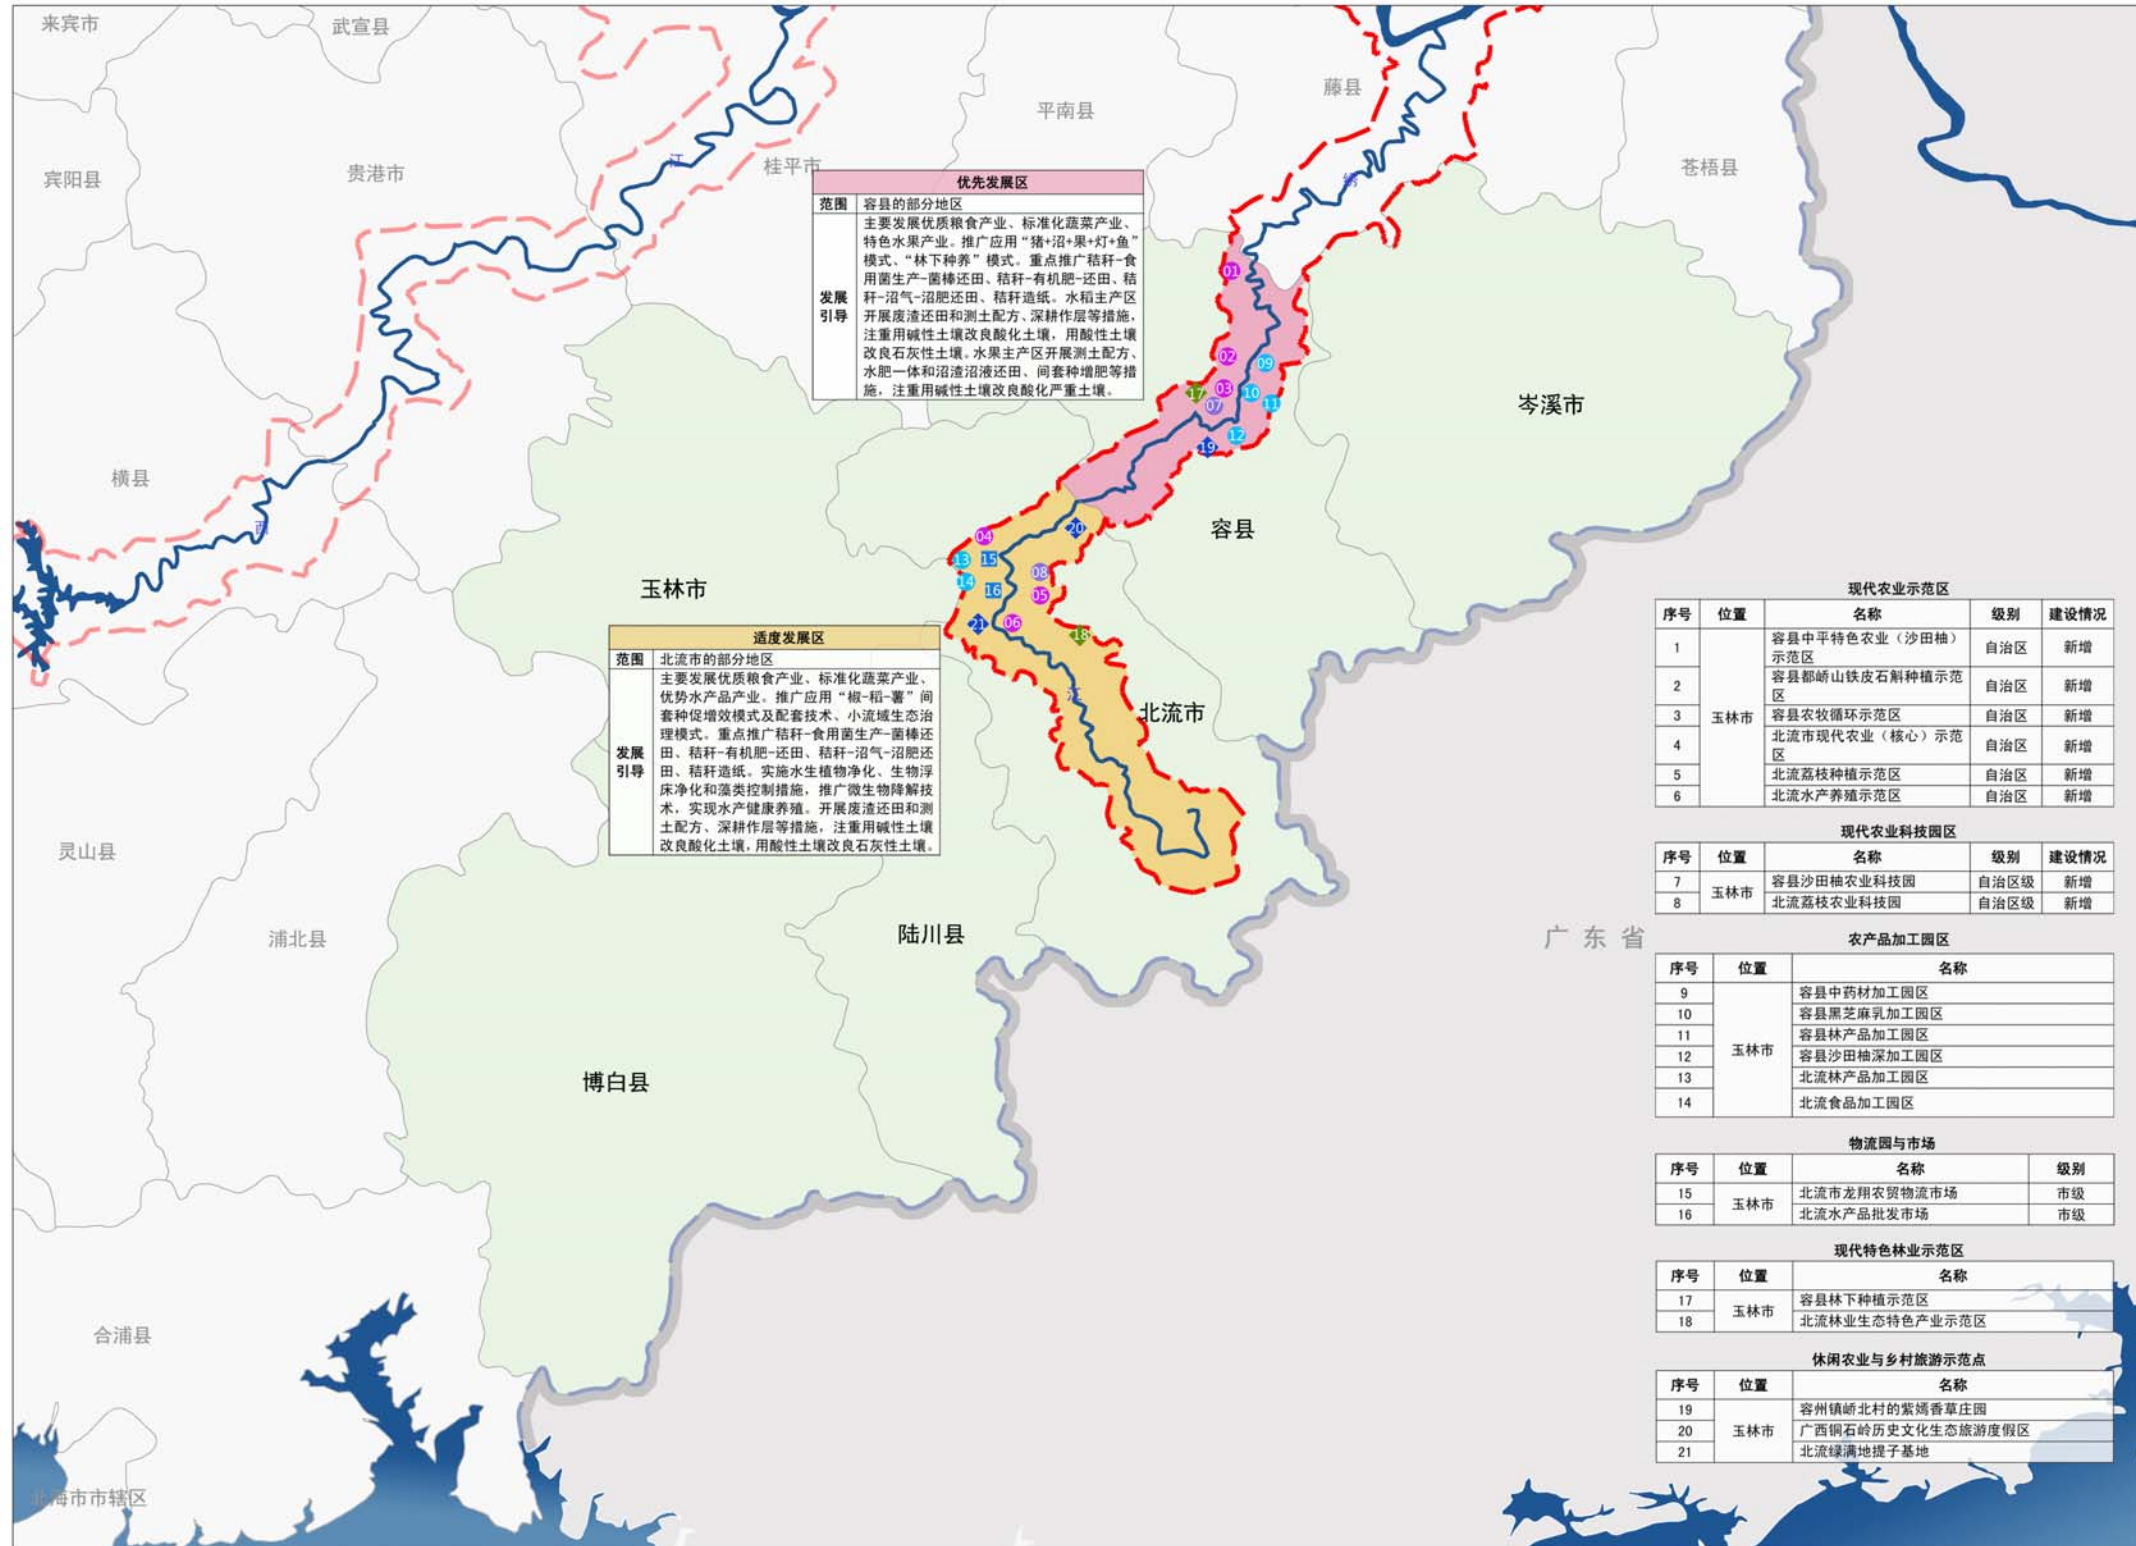 来宾市
武宣县
藤县
平南县
桂平市
苍梧县
宾阳县
贵港市
江
绣
横县
西
岑溪市
容县
玉林市
江
北流市
灵山县
浦北县
陆川县
广东省
博白县
合浦县
北海市市辖区
优先发展区
范围 容县的部分地区
发展引导
主要发展优质粮食产业、标准化蔬菜产业、
特色水果产业。推广应用“猪+沼+果+灯+鱼”
模式、“林下种养”模式。重点推广秸秆-食
用菌生产-菌棒还田、秸秆-有机肥-还田、秸
秆-沼气-沼肥还田、秸秆造纸。水稻主产区
开展废渣还田和测土配方、深耕作层等措施，
注重用碱性土壤改良酸化土壤，用酸性土壤
改良石灰性土壤。水果主产区开展测土配方、
水肥一体和沼渣沼液还田、间套种增肥等措
施，注重用碱性土壤改良酸化严重土壤。
01
02
09
03
17
10
07
11
12
19
20
04
13
15
08
14
16
05
21
06
18
适度发展区
范围 北流市的部分地区
发展引导
主要发展优质粮食产业、标准化蔬菜产业、
优势水产品产业。推广应用“椒-稻-薯”间
套种促增效模式及配套技术、小流域生态治
理模式。重点推广秸秆-食用菌生产-菌棒还
田、秸秆-有机肥-还田、秸秆-沼气-沼肥还
田、秸秆造纸。实施水生植物净化、生物浮
床净化和藻类控制措施，推广微生物降解技
术，实现水产健康养殖。开展废渣还田和测
土配方、深耕作层等措施，注重用碱性土壤
改良酸化土壤，用酸性土壤改良石灰性土壤。
现代农业示范区
序号 位置 名称 级别 建设情况
玉林市
1 容县中平特色农业（沙田柚）示范区 自治区 新增
2 容县都峤山铁皮石斛种植示范区 自治区 新增
3 容县农牧循环示范区 自治区 新增
4 北流市现代农业（核心）示范区 自治区 新增
5 北流荔枝种植示范区 自治区 新增
6 北流水产养殖示范区 自治区 新增
现代农业科技园区
序号 位置 名称 级别 建设情况
玉林市
7 容县沙田柚农业科技园 自治区级 新增
8 北流荔枝农业科技园 自治区级 新增
农产品加工园区
序号 位置 名称
玉林市
9 容县中药材加工园区
10 容县黑芝麻乳加工园区
11 容县林产品加工园区
12 容县沙田柚深加工园区
13 北流林产品加工园区
14 北流食品加工园区
物流园与市场
序号 位置 名称 级别
玉林市
15 北流市龙翔农贸物流市场 市级
16 北流水产品批发市场 市级
现代特色林业示范区
序号 位置 名称
玉林市
17 容县林下种植示范区
18 北流林业生态特色产业示范区
休闲农业与乡村旅游示范点
序号 位置 名称
玉林市
19 容州镇峤北村的紫嫣香草庄园
20 广西铜石岭历史文化生态旅游度假区
21 北流绿满地提子基地